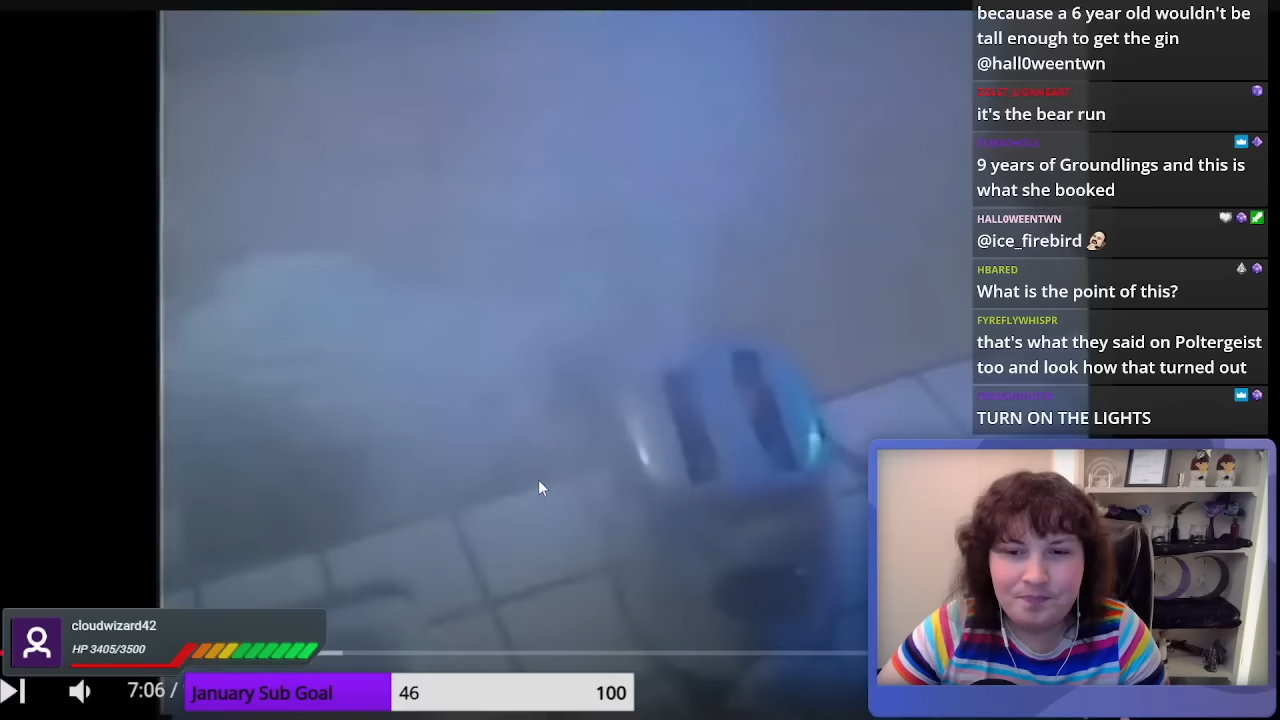 becauase a 6 year old wouldn't be
tall enough to get the gin
@hall0weentwn
it's the bear run
9 years of Groundlings and this is
what she booked
HALL0WEENTWN
@ice_firebird
HBARED
What is the point of this?
FYREFLYWHISPR
that's what they said on Poltergeist
too and look how that turned out
TURN ON THE LIGHTS
cloudwizard42
HP 3405/3500
7:06 /
January Sub Goal 46 100